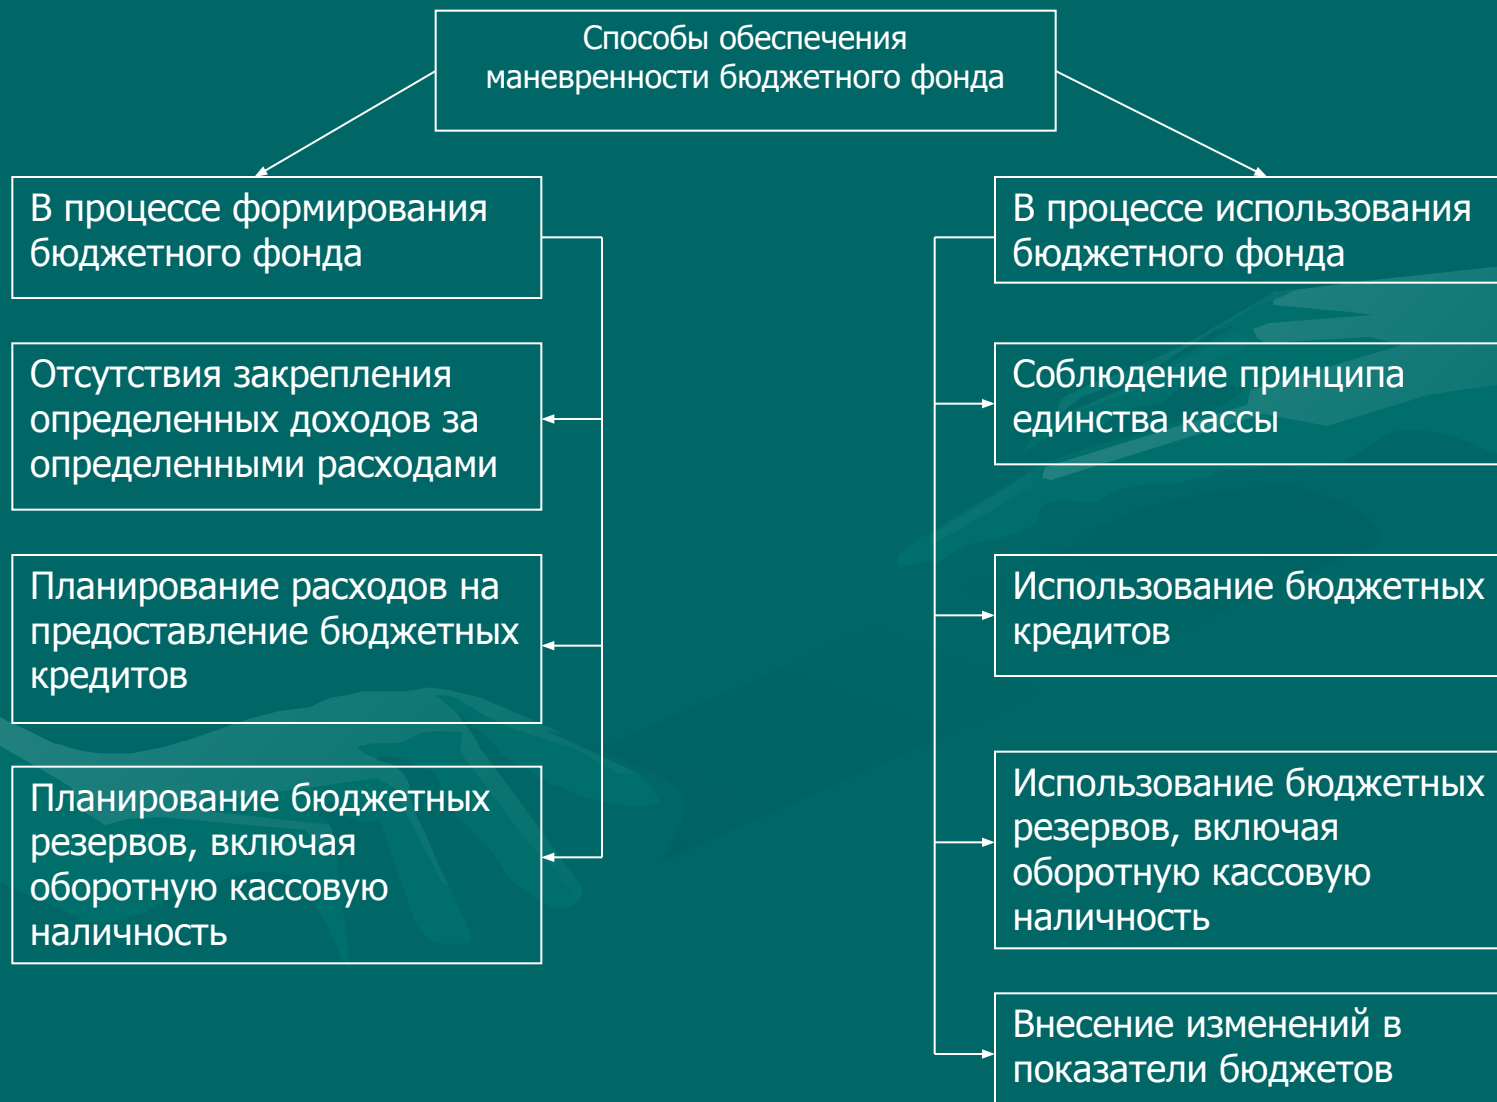 Способы обеспечения
маневренности бюджетного фонда
В процессе формирования
бюджетного фонда
Отсутствия закрепления
определенных доходов за
определенными расходами
Планирование расходов на
предоставление бюджетных
кредитов
Планирование бюджетных
резервов, включая
оборотную кассовую
наличность
В процессе использования
бюджетного фонда
Соблюдение принципа
единства кассы
Использование бюджетных
кредитов
Использование бюджетных
резервов, включая
оборотную кассовую
наличность
Внесение изменений в
показатели бюджетов